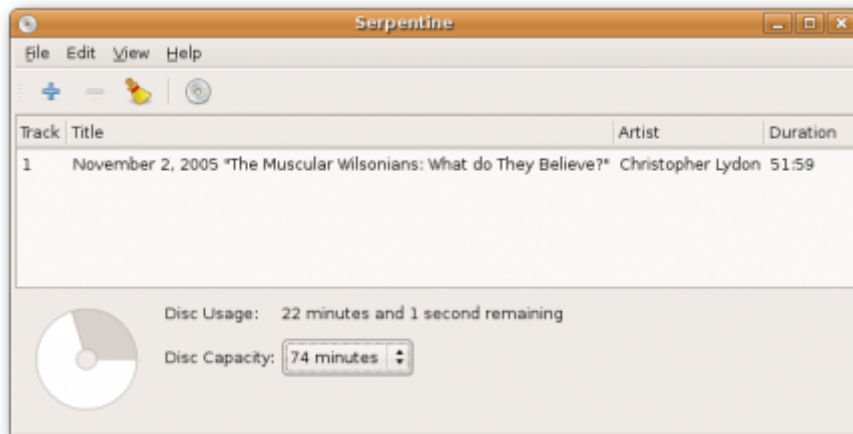 Serpentine
File Edit View Help
Track Title Artist Duration
1 November 2, 2005 "The Muscular Wilsonians: What do They Believe?" Christopher Lydon 51:59
Disc Usage: 22 minutes and 1 second remaining
Disc Capacity: 74 minutes